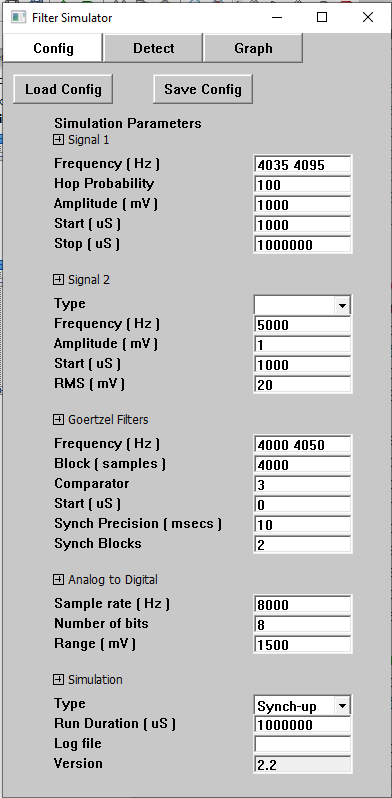 Filter Simulator
Config Detect Graph
Load Config Save Config
Simulation Parameters
Signal 1
Frequency ( Hz ) 4035 4095
Hop Probability 100
Amplitude ( mV ) 1000
Start ( uS ) 1000
Stop ( uS ) 1000000
Signal 2
Type
Frequency ( Hz ) 5000
Amplitude ( mV ) 1
Start ( uS ) 1000
RMS ( mV ) 20
Goertzel Filters
Frequency ( Hz ) 4000 4050
Block ( samples ) 4000
Comparator 3
Start ( uS ) 0
Synch Precision ( msecs ) 10
Synch Blocks 2
Analog to Digital
Sample rate ( Hz ) 8000
Number of bits 8
Range ( mV ) 1500
Simulation
Type Synch-up
Run Duration ( uS ) 1000000
Log file
Version 2.2